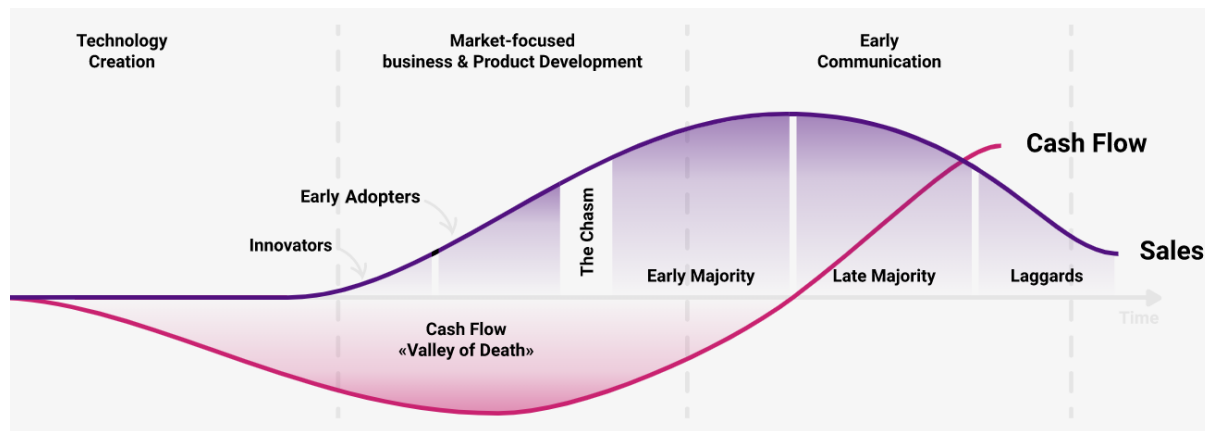 Technology
Creation
Market-focused
business & Product Development
Early
Communication
Cash Flow
Early Adopters
The Chasm
Innovators
Sales
Early Majority
Late Majority
Laggards
Time
Cash Flow
«Valley of Death»